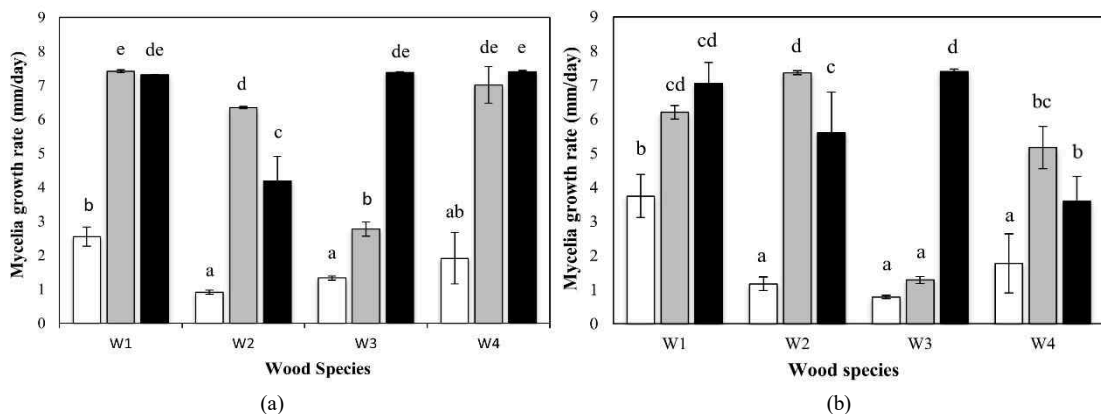 9
8
7
6
5
4
3
2
1
0
Mycelia growth rate (mm/day)
b
e
de
a
d
c
a
b
de
ab
de
e
W1
W2
W3
W4
Wood Species
(a)
9
8
7
6
5
4
3
2
1
0
Mycelia growth rate (mm/day)
b
cd
cd
a
d
c
a
a
d
a
bc
b
W1
W2
W3
W4
Wood species
(b)